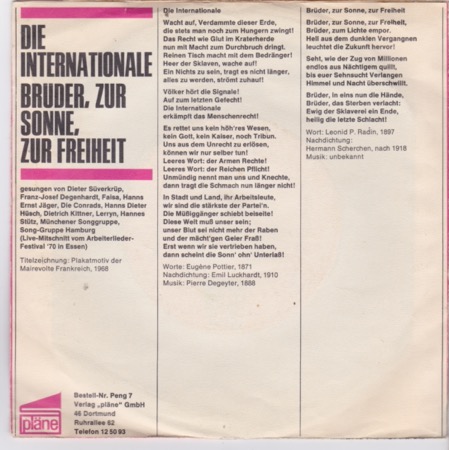 DIE
INTERNATIONALE
BRÜDER, ZUR
SONNE,
ZUR FREIHEIT
gesungen von Dieter Süverkrüp,
Franz-Josef Degenhardt, Fasia, Hanns
Ernst Jäger, Die Conrads, Hanns Dieter
Hüsch, Dietrich Kittner, Lerryn, Hannes
Stütz, Münchner Songgruppe,
Song-Gruppe Hamburg
(Live-Mitschnitt vom Arbeiterlieder-
Festival '70 in Essen)
Titelzeichnung: Plakatmotiv der
Mairevolte Frankreich, 1968
Die Internationale
Wacht auf, Verdammte dieser Erde,
die stets man noch zum Hungern zwingt!
Das Recht wie Glut im Kraterherde
nun mit Macht zum Durchbruch dringt.
Reinen Tisch macht mit dem Bedränger!
Heer der Sklaven, wache auf!
Ein Nichts zu sein, tragt es nicht länger,
alles zu werden, strömt zuhauf!
Völker hört die Signale!
Auf zum letzten Gefecht!
Die Internationale
erkämpft das Menschenrecht!
Es rettet uns kein höh'res Wesen,
kein Gott, kein Kaiser, noch Tribun.
Uns aus dem Unrecht zu erlösen,
können wir nur selber tun!
Leeres Wort: der Armen Rechte!
Leeres Wort: der Reichen Pflicht!
Unmündig nennt man uns und Knechte,
dann tragt die Schmach nun länger nicht!
In Stadt und Land, ihr Arbeitsleute,
wir sind die stärkste der Partei'n.
Die Müßiggänger schiebt beiseite!
Diese Welt muß unser sein;
unser Blut sei nicht mehr der Raben
und der mächt'gen Geier Fraß!
Erst wenn wir sie vertrieben haben,
dann scheint die Sonn' ohn' Unterlaß!
Worte: Eugène Pottier, 1871
Nachdichtung: Emil Luckhardt, 1910
Musik: Pierre Degeyter, 1888
Brüder, zur Sonne, zur Freiheit
Brüder, zur Sonne, zur Freiheit,
Brüder, zum Lichte empor.
Hell aus dem dunklen Vergangnen
leuchtet die Zukunft hervor!
Seht, wie der Zug von Millionen
endlos aus Nächtigem quillt,
bis euer Sehnsucht Verlangen
Himmel und Nacht überschwillt.
Brüder, in eins nun die Hände,
Brüder, das Sterben verlacht:
Ewig der Sklaverei ein Ende,
heilig die letzte Schlacht!
Wort: Leonid P. Radin, 1897
Nachdichtung:
Hermann Scherchen, nach 1918
Musik: unbekannt
pläne
Bestell-Nr. Peng 7
Verlag „pläne" GmbH
46 Dortmund
Ruhrallee 62
Telefon 12 50 93